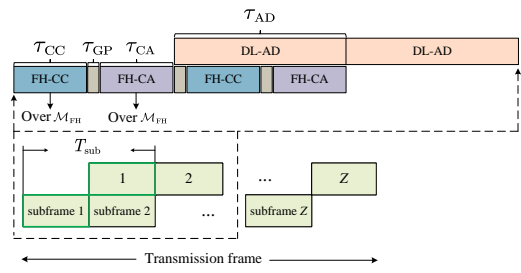 τ_AD
τ_CC τ_GP τ_CA
DL-AD DL-AD
FH-CC FH-CA FH-CC FH-CA
Over ℳ_FH Over ℳ_FH
T_sub
1 2 ... Z
subframe 1 subframe 2 ... subframe Z
Transmission frame